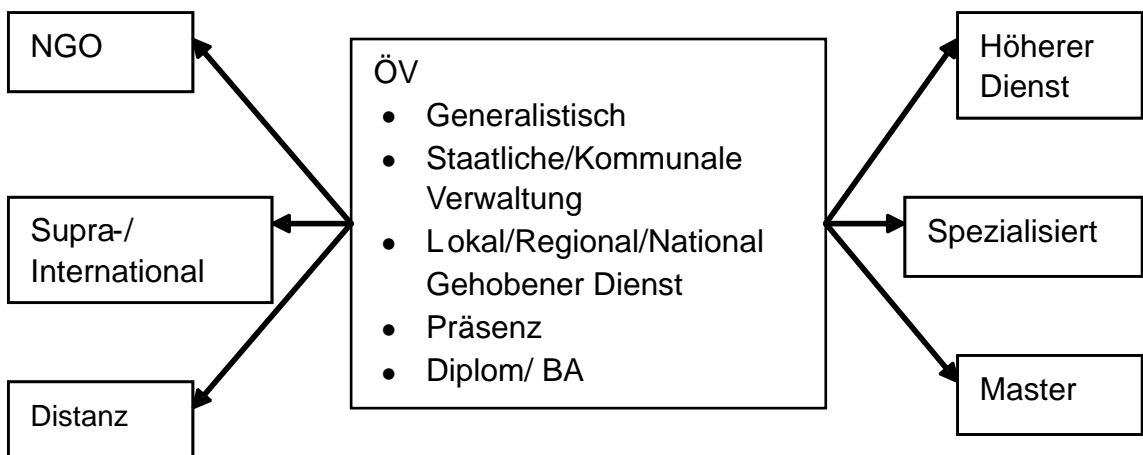 NGO
Supra-/
International
Distanz
ÖV
• Generalistisch
• Staatliche/Kommunale
Verwaltung
• Lokal/Regional/National
Gehobener Dienst
• Präsenz
• Diplom/ BA
Höherer
Dienst
Spezialisiert
Master